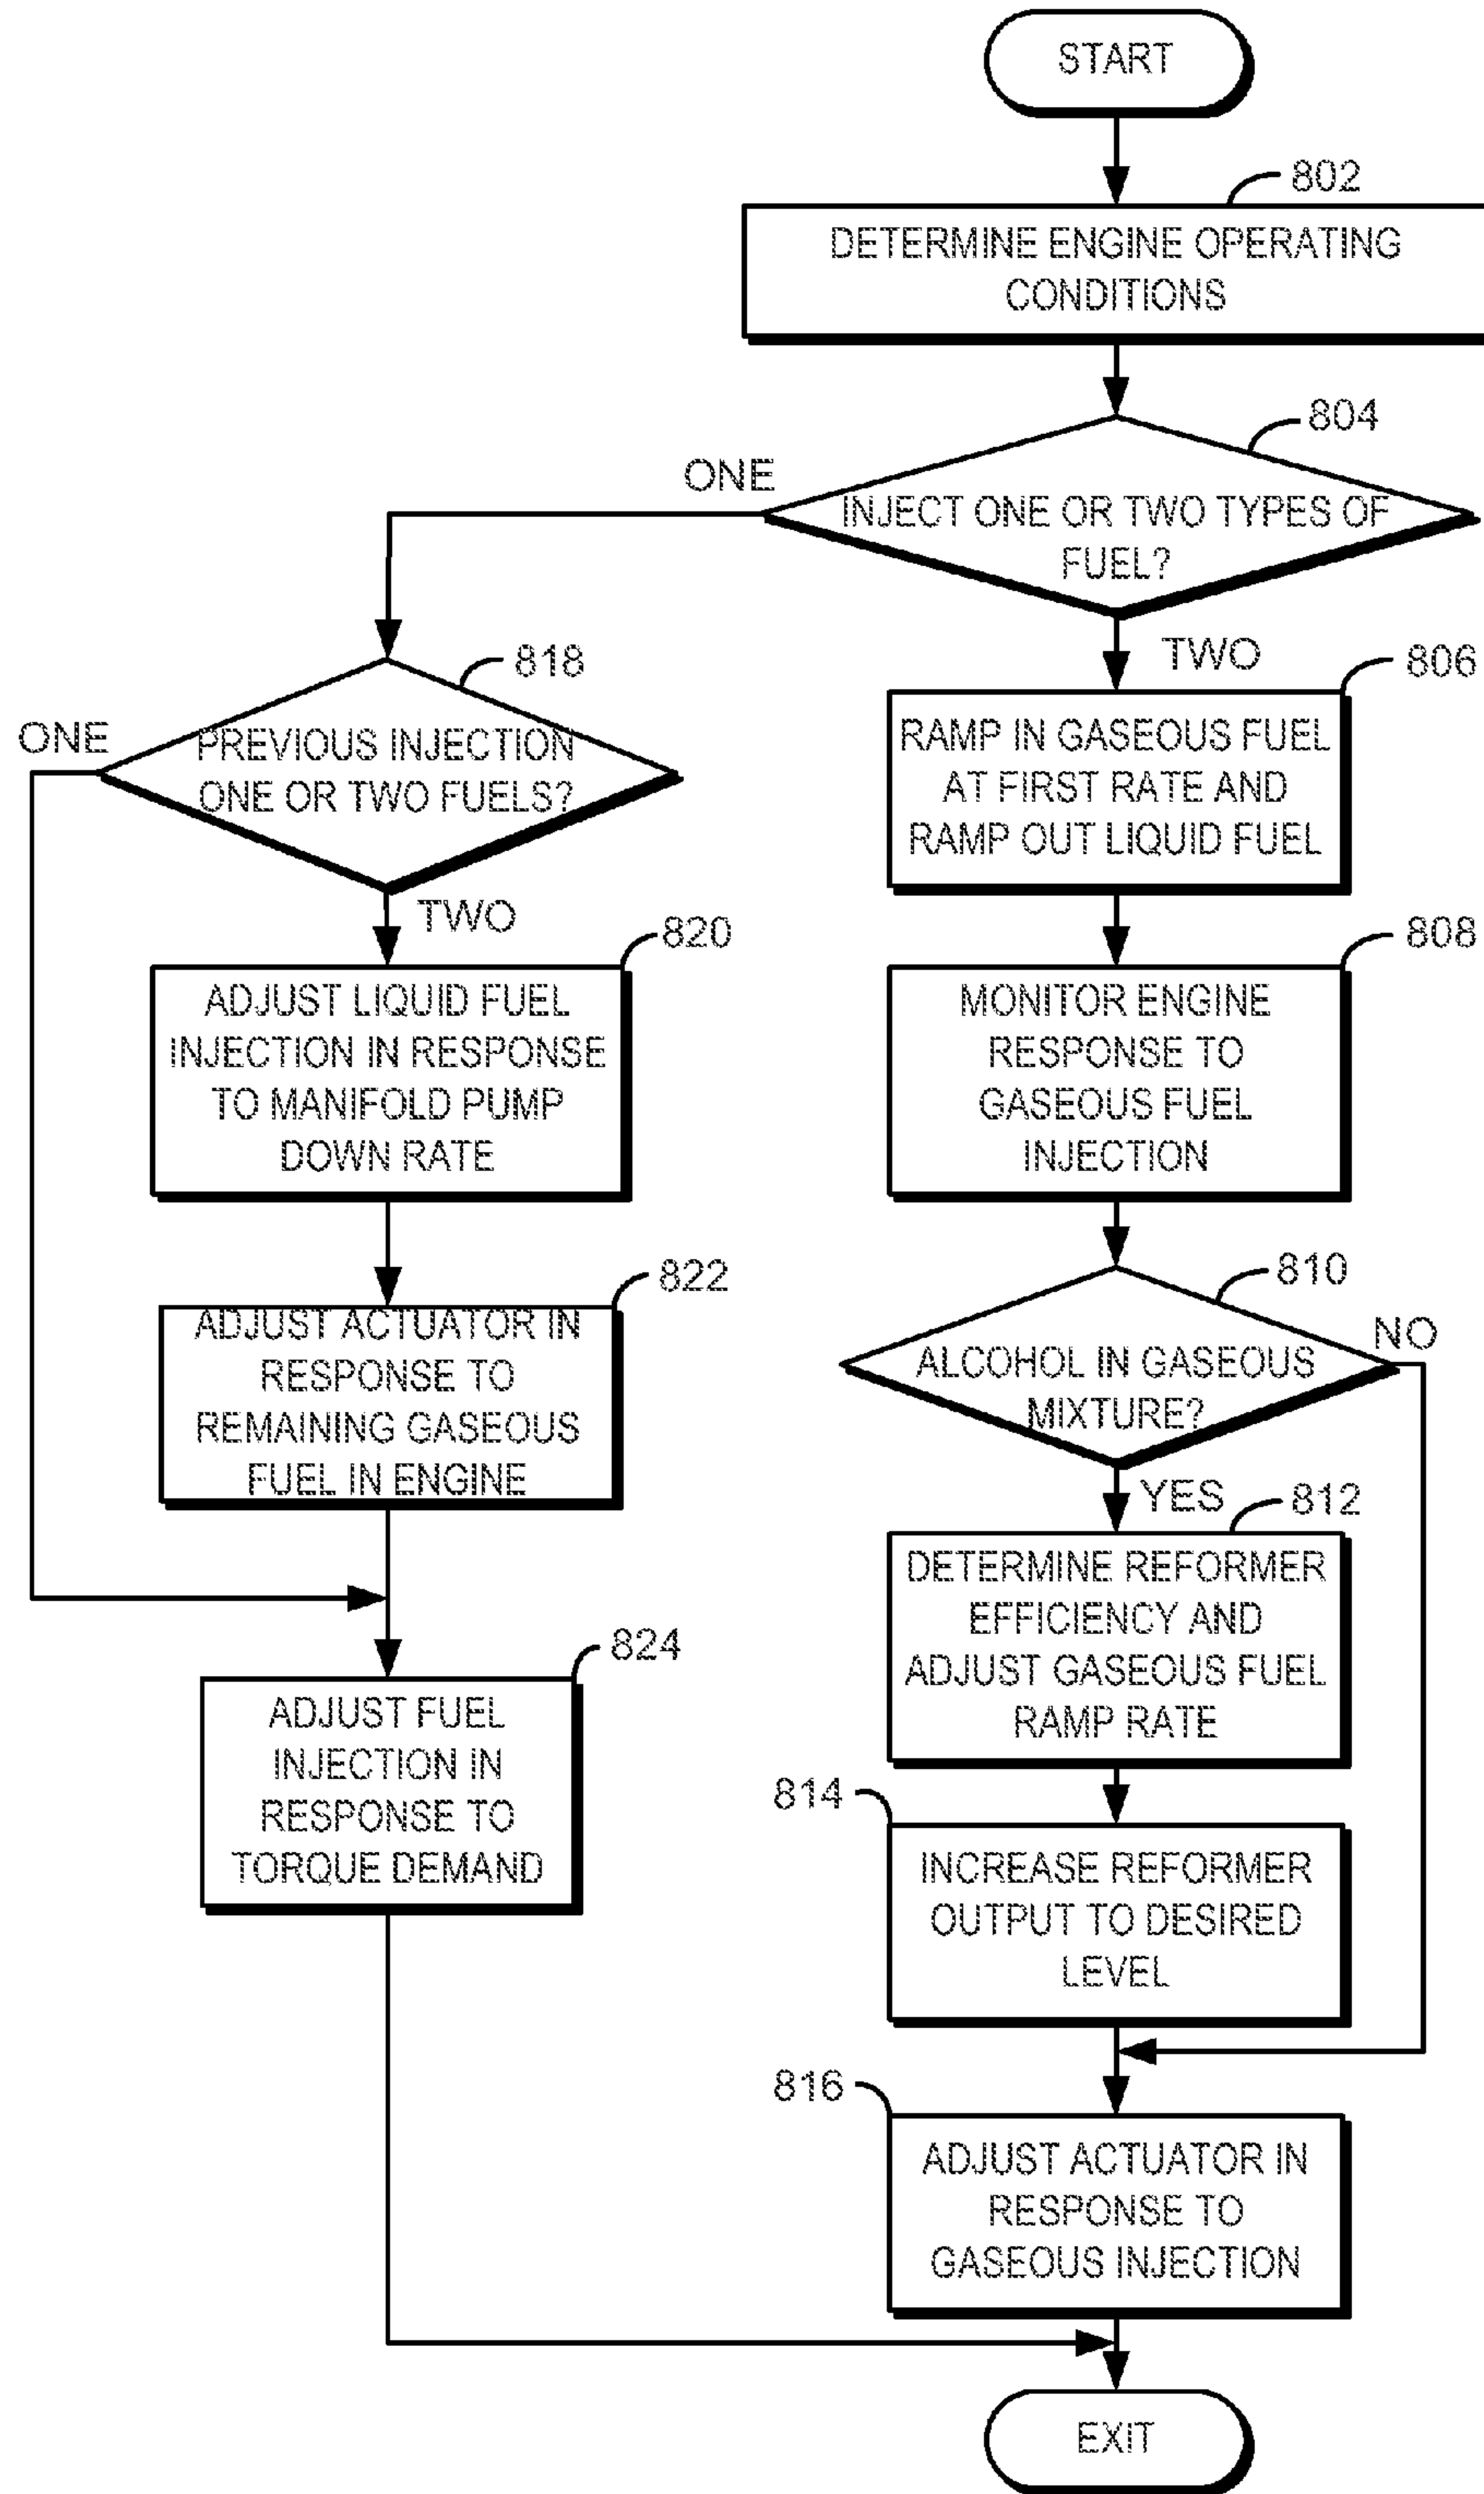 START
802
DETERMINE ENGINE OPERATING
CONDITIONS
804
ONE
INJECT ONE OR TWO TYPES OF
FUEL?
TWO
818
806
ONE
PREVIOUS INJECTION
ONE OR TWO FUELS?
RAMP IN GASEOUS FUEL
AT FIRST RATE AND
RAMP OUT LIQUID FUEL
TWO
820
808
ADJUST LIQUID FUEL
INJECTION IN RESPONSE
TO MANIFOLD PUMP
DOWN RATE
MONITOR ENGINE
RESPONSE TO
GASEOUS FUEL
INJECTION
822
810
ADJUST ACTUATOR IN
RESPONSE TO
REMAINING GASEOUS
FUEL IN ENGINE
NO
ALCOHOL IN GASEOUS
MIXTURE?
YES
812
DETERMINE REFORMER
EFFICIENCY AND
ADJUST GASEOUS FUEL
RAMP RATE
824
ADJUST FUEL
INJECTION IN
RESPONSE TO
TORQUE DEMAND
814
INCREASE REFORMER
OUTPUT TO DESIRED
LEVEL
816
ADJUST ACTUATOR IN
RESPONSE TO
GASEOUS INJECTION
EXIT